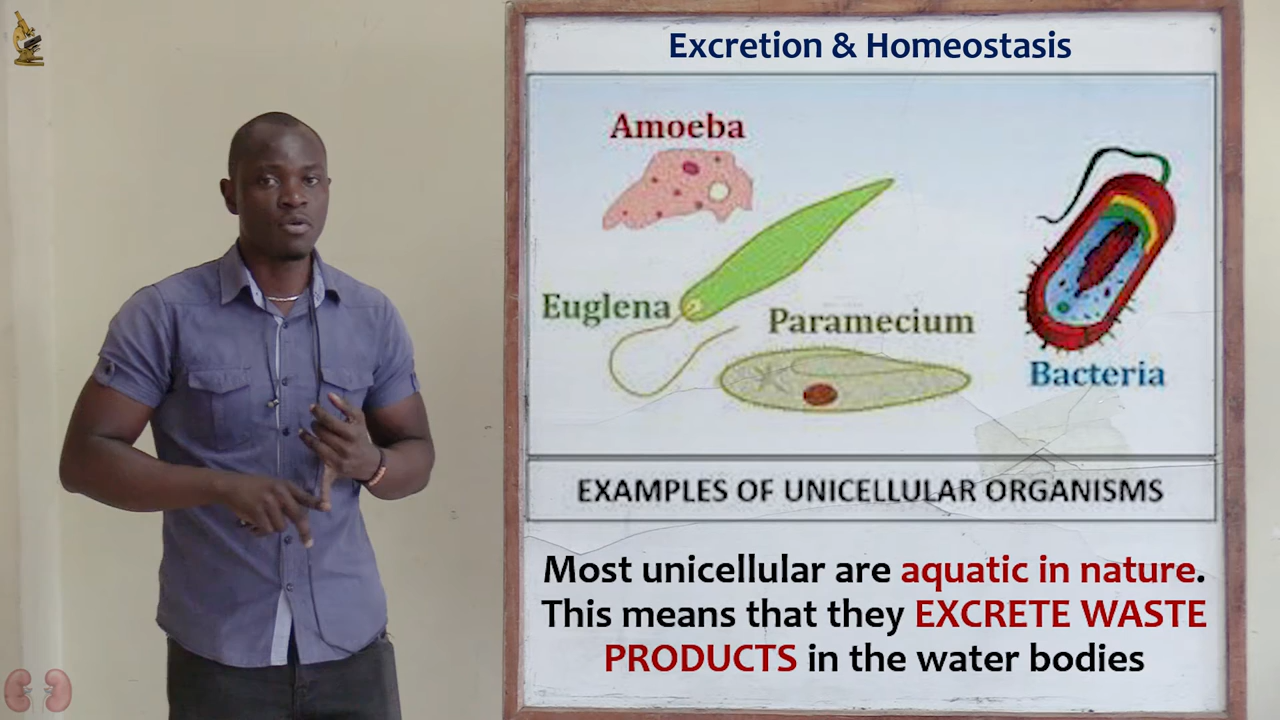 Excretion & Homeostasis
Amoeba
Euglena
Paramecium
Bacteria
EXAMPLES OF UNICELLULAR ORGANISMS
Most unicellular are aquatic in nature.
This means that they EXCRETE WASTE
PRODUCTS in the water bodies